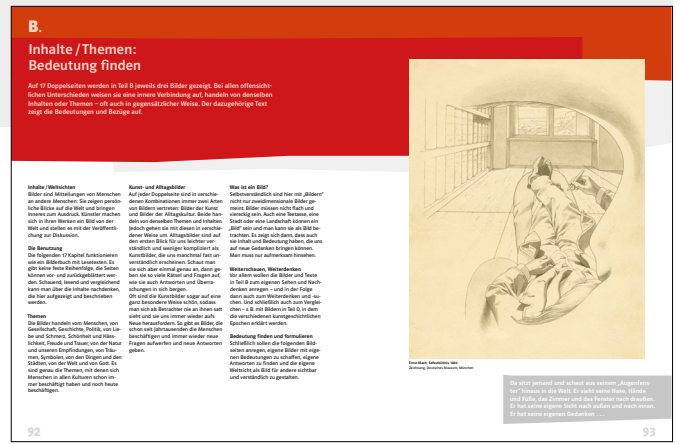 B.
Inhalte / Themen:
Bedeutung finden
Auf 17 Doppelseiten werden in Teil B jeweils drei Bilder gezeigt. Bei allen offensicht-
lichen Unterschieden weisen sie eine innere Verbindung auf, handeln von denselben
Inhalten oder Themen – oft auch in gegensätzlicher Weise. Der dazugehörige Text
zeigt die Bedeutungen und Bezüge auf.
Inhalte / Weltsichten
Bilder sind Mitteilungen von Menschen
an andere Menschen: Sie zeigen persön-
liche Blicke auf die Welt und bringen
Inneres zum Ausdruck. Künstler machen
sich in ihren Werken ein Bild von der
Welt und stellen es mit der Veröffentli-
chung zur Diskussion.
Die Benutzung
Die folgenden 17 Kapitel funktionieren
wie ein Bilderbuch mit Lesetexten. Es
gibt keine feste Reihenfolge, die Seiten
können vor- und zurückgeblättert wer-
den. Schauend, lesend und vergleichend
kann man über die Inhalte nachdenken,
die hier aufgezeigt und beschrieben
werden.
Themen
Die Bilder handeln vom Menschen, von
Gesellschaft, Geschichte, Politik, von Lie-
be und Schmerz, Schönheit und Häss-
lichkeit, Freude und Trauer, von der Natur
und unseren Empfindungen, von Träu-
men, Symbolen, von den Dingen und den
Städten, von der Welt und von Gott. Es
sind genau die Themen, mit denen sich
Menschen in allen Kulturen schon im-
mer beschäftigt haben und noch heute
beschäftigen.
Kunst- und Alltagsbilder
Auf jeder Doppelseite sind in verschie-
denen Kombinationen immer zwei Arten
von Bildern vertreten: Bilder der Kunst
und Bilder der Alltagskultur. Beide han-
deln von denselben Themen und Inhalten.
Jedoch gehen sie mit diesen in verschie-
dener Weise um. Alltagsbilder sind auf
den ersten Blick für uns leichter ver-
ständlich und weniger kompliziert als
Kunstbilder, die uns manchmal fast un-
verständlich erscheinen. Schaut man
sie sich aber einmal genau an, dann ge-
ben sie so viele Rätsel und Fragen auf,
wie sie auch Antworten und Überra-
schungen in sich bergen.
Oft sind die Kunstbilder sogar auf eine
ganz besondere Weise schön, sodass
man sich als Betrachter nie an ihnen satt
sieht und sie uns immer wieder aufs
Neue herausfordern. So gibt es Bilder, die
schon seit Jahrtausenden die Menschen
beschäftigen und immer wieder neue
Fragen aufwerfen und neue Antworten
geben.
Was ist ein Bild?
Selbstverständlich sind hier mit „Bildern"
nicht nur zweidimensionale Bilder ge-
meint. Bilder müssen nicht flach und
viereckig sein. Auch eine Teetasse, eine
Stadt oder eine Landschaft können ein
„Bild" sein und man kann sie als Bild be-
trachten. Es zeigt sich dann, dass auch
sie Inhalt und Bedeutung haben, die uns
auf neue Gedanken bringen können.
Man muss nur aufmerksam hinsehen.
Weiterschauen, Weiterdenken
Vor allem wollen die Bilder und Texte
in Teil B zum eigenen Sehen und Nach-
denken anregen – und in der Folge
dann auch zum Weiterdenken und -su-
chen. Und schließlich auch zum Verglei-
chen – z. B. mit Bildern in Teil D, in dem
die verschiedenen kunstgeschichtlichen
Epochen erklärt werden.
Bedeutung finden und formulieren
Schließlich sollen die folgenden Bild-
seiten anregen, eigene Bilder mit eige-
nen Bedeutungen zu schaffen, eigene
Antworten zu finden und die eigene
Weltsicht als Bild für andere sichtbar
und verständlich zu gestalten.
Zeichnung, Deutsches Museum, München
Da sitzt jemand und schaut aus seinem „Augenfens-
ter" hinaus in die Welt. Er sieht seine Nase, Hände
und Füße, das Zimmer und das Fenster nach draußen.
Er hat seine eigene Sicht nach außen und nach innen.
Er hat seine eigenen Gedanken . . .
92
93